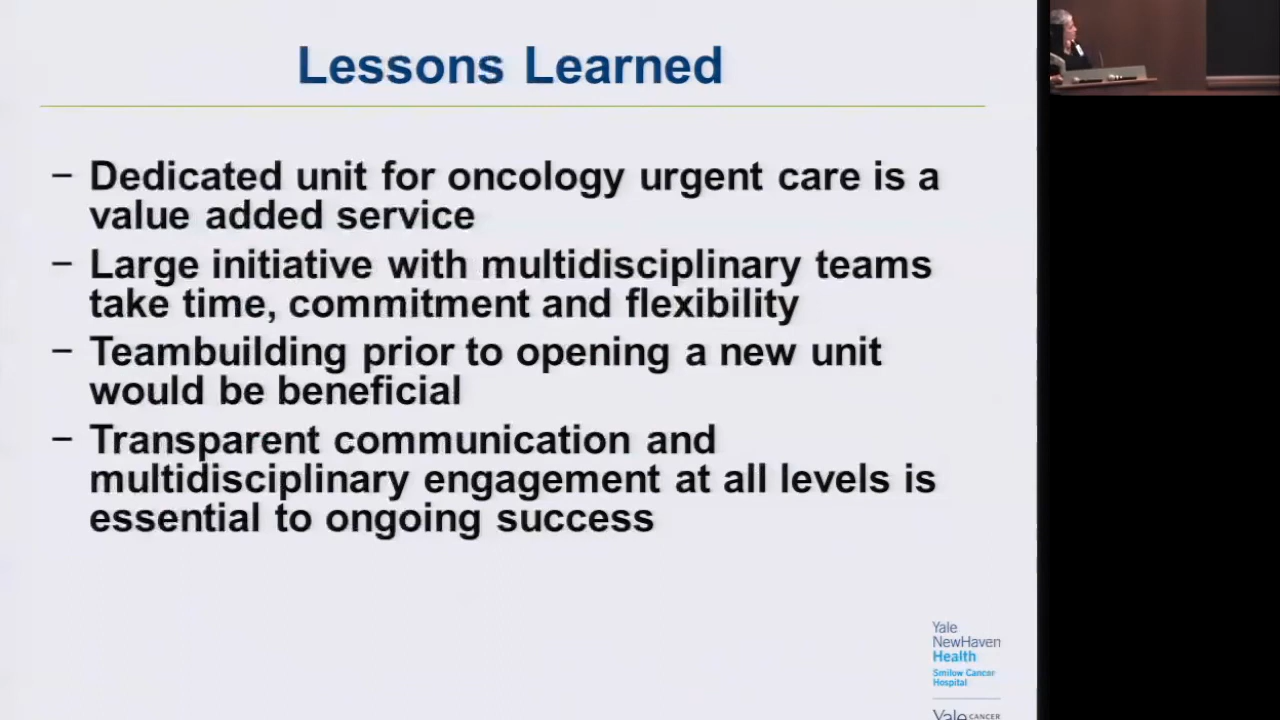 Lessons Learned
– Dedicated unit for oncology urgent care is a
value added service
– Large initiative with multidisciplinary teams
take time, commitment and flexibility
– Teambuilding prior to opening a new unit
would be beneficial
– Transparent communication and
multidisciplinary engagement at all levels is
essential to ongoing success
Yale
NewHaven
Health
Smilow Cancer
Hospital
Yale CANCER